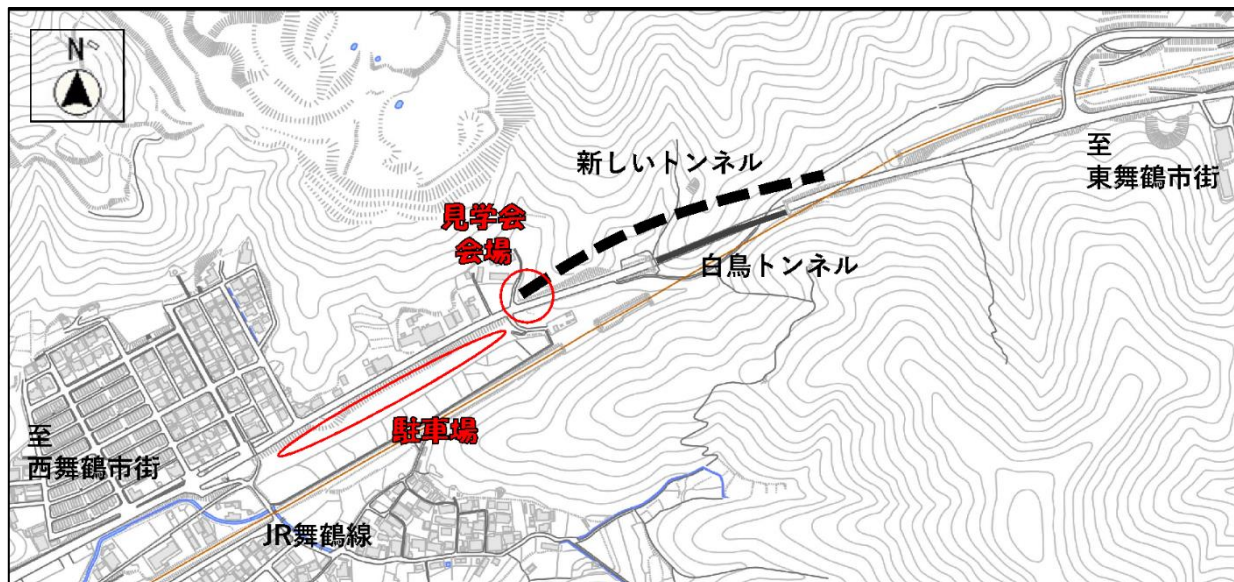 N
新しいトンネル
至
東舞鶴市街
見学会
会場
白鳥トンネル
駐車場
至
西舞鶴市街
JR舞鶴線